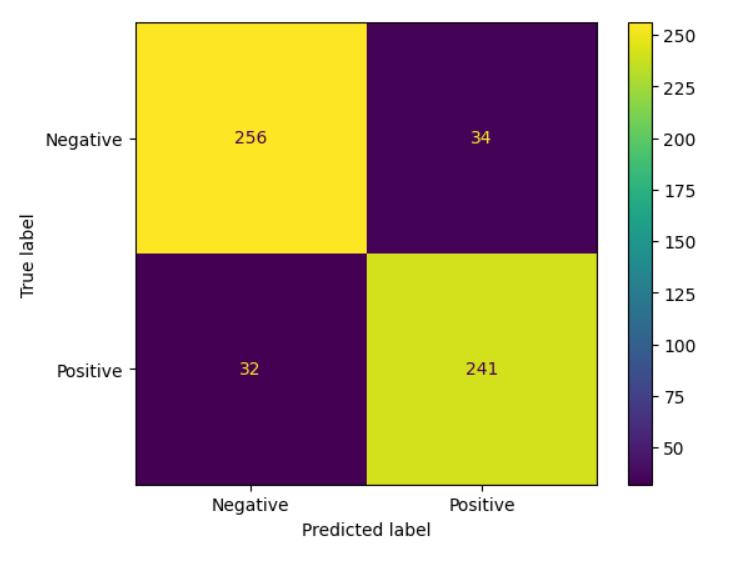 250
225
200
175
150
125
100
75
50
True label
Negative
256
34
Positive
32
241
Negative
Positive
Predicted label